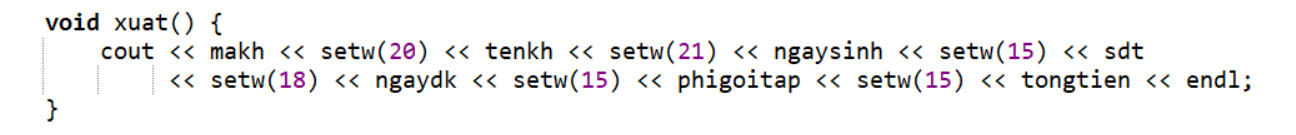 void xuat() {
    cout << makh << setw(20) << tenkh << setw(21) << ngaysinh << setw(15) << sdt
         << setw(18) << ngaydk << setw(15) << phigoitap << setw(15) << tongtien << endl;
}